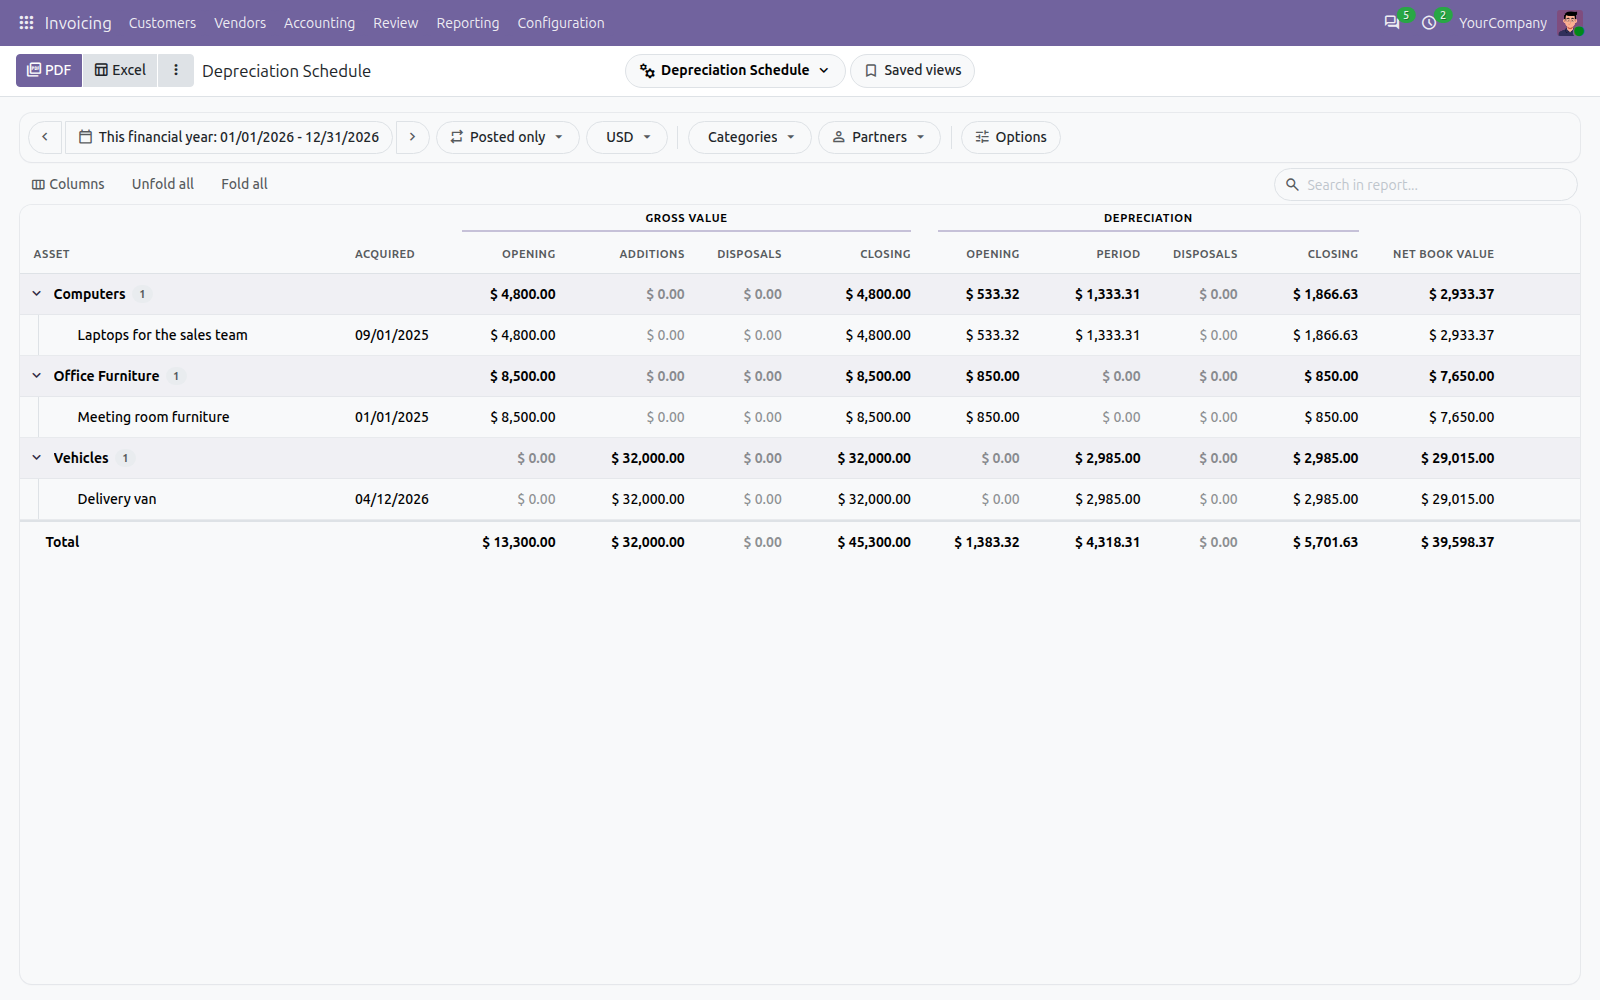 Invoicing Customers Vendors Accounting Review Reporting Configuration 5 2 YourCompany
PDF Excel Depreciation Schedule Depreciation Schedule Saved views
This financial year: 01/01/2026 - 12/31/2026 Posted only USD Categories Partners Options
Columns Unfold all Fold all Search in report...
GROSS VALUE DEPRECIATION
ASSET ACQUIRED OPENING ADDITIONS DISPOSALS CLOSING OPENING PERIOD DISPOSALS CLOSING NET BOOK VALUE
Computers 1 $ 4,800.00 $ 0.00 $ 0.00 $ 4,800.00 $ 533.32 $ 1,333.31 $ 0.00 $ 1,866.63 $ 2,933.37
Laptops for the sales team 09/01/2025 $ 4,800.00 $ 0.00 $ 0.00 $ 4,800.00 $ 533.32 $ 1,333.31 $ 0.00 $ 1,866.63 $ 2,933.37
Office Furniture 1 $ 8,500.00 $ 0.00 $ 0.00 $ 8,500.00 $ 850.00 $ 0.00 $ 0.00 $ 850.00 $ 7,650.00
Meeting room furniture 01/01/2025 $ 8,500.00 $ 0.00 $ 0.00 $ 8,500.00 $ 850.00 $ 0.00 $ 0.00 $ 850.00 $ 7,650.00
Vehicles 1 $ 0.00 $ 32,000.00 $ 0.00 $ 32,000.00 $ 0.00 $ 2,985.00 $ 0.00 $ 2,985.00 $ 29,015.00
Delivery van 04/12/2026 $ 0.00 $ 32,000.00 $ 0.00 $ 32,000.00 $ 0.00 $ 2,985.00 $ 0.00 $ 2,985.00 $ 29,015.00
Total $ 13,300.00 $ 32,000.00 $ 0.00 $ 45,300.00 $ 1,383.32 $ 4,318.31 $ 0.00 $ 5,701.63 $ 39,598.37